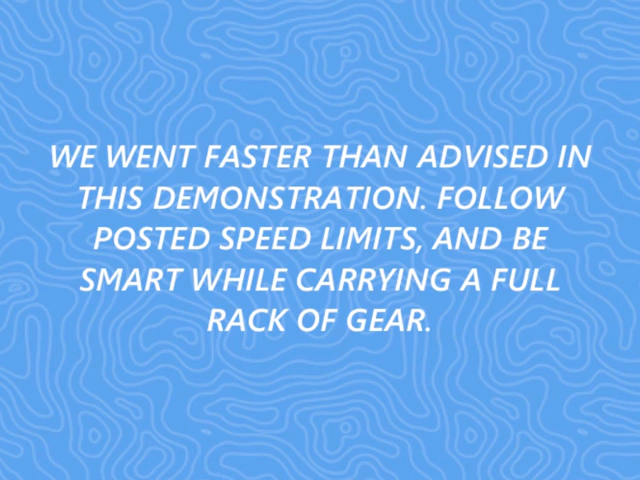 WE WENT FASTER THAN ADVISED IN
THIS DEMONSTRATION. FOLLOW
POSTED SPEED LIMITS, AND BE
SMART WHILE CARRYING A FULL
RACK OF GEAR.